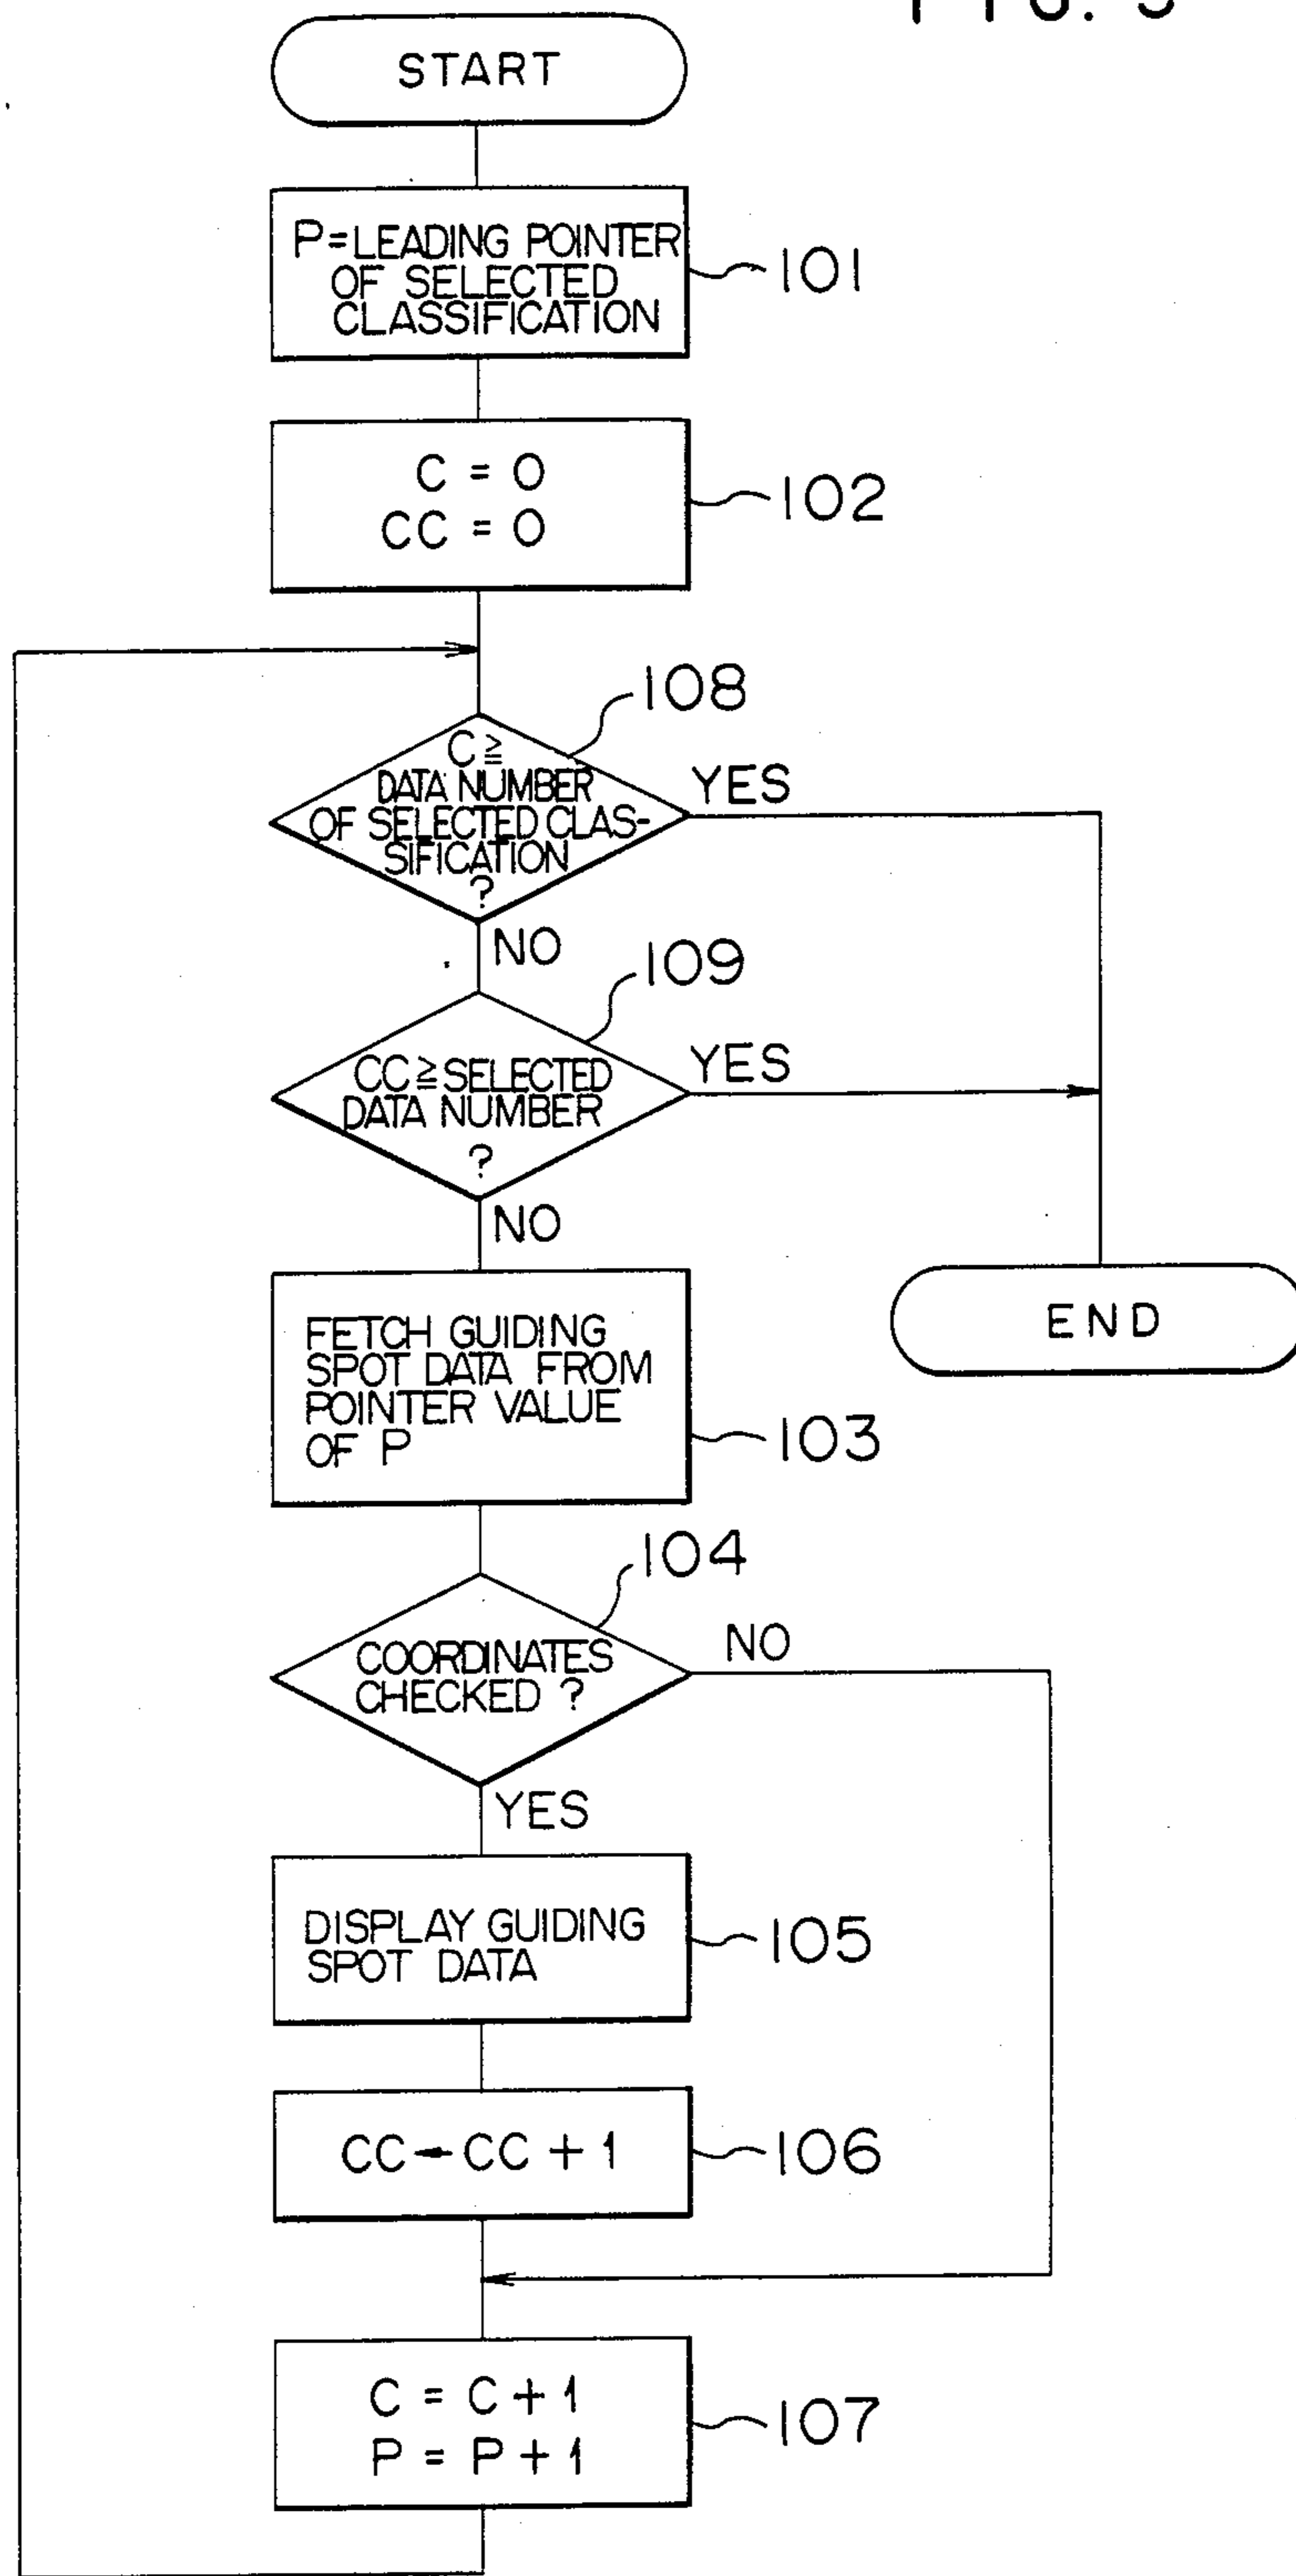 START
P=LEADING POINTER
OF SELECTED
CLASSIFICATION
101
C = 0
CC = 0
102
108
C ≧
DATA NUMBER
OF SELECTED CLAS-
SIFICATION
?
YES
NO
109
CC ≧ SELECTED
DATA NUMBER
?
YES
NO
END
FETCH GUIDING
SPOT DATA FROM
POINTER VALUE
OF P
103
104
COORDINATES
CHECKED ?
NO
YES
DISPLAY GUIDING
SPOT DATA
105
CC ← CC + 1
106
C = C + 1
P = P + 1
107